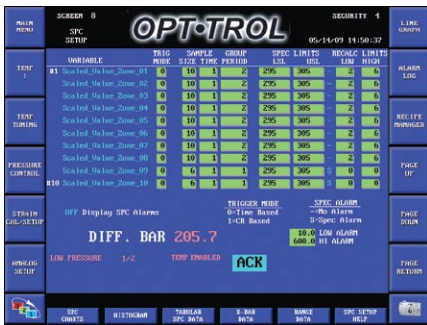 MAIN MENU
SCREEN 0
SPC SETUP
OPT•TROL
SECURITY 4
05/14/09 14:50:37
LINE GRAPH
TEMP 1
ALARM LOG
TEMP TUNING
RECIPE MANAGER
PRESSURE CONTROL
PAGE UP
STRAIN COL/SETUP
PAGE DOWN
ANALOG SETUP
PAGE RETURN
VARIABLE TRIG MODE SAMPLE SIZE TIME GROUP PERIOD SPEC LIMITS LSL USL RECALC LIMITS LOW HIGH
#1 Scaled_Value_Zone_01 0 10 1 2 295 305 - 2 6
Scaled_Value_Zone_02 0 10 1 2 295 305 - 2 6
Scaled_Value_Zone_03 0 10 1 2 295 305 - 2 6
Scaled_Value_Zone_04 0 10 1 2 295 305 - 2 6
Scaled_Value_Zone_05 0 10 1 2 295 305 - 2 6
Scaled_Value_Zone_06 0 10 1 2 295 305 - 2 6
Scaled_Value_Zone_07 0 10 1 2 295 305 - 2 6
Scaled_Value_Zone_08 0 10 1 2 295 305 - 2 6
Scaled_Value_Zone_09 0 6 1 1 295 305 S 0 0
#10 Scaled_Value_Zone_10 0 6 1 1 295 305 S 0 0
OFF Display SPC Alarms
TRIGGER MODE
0=Time Based
1=CR Based
SPEC ALARM
-=No Alarm
S=Spec Alarm
DIFF. BAR 205.7
10.0 LOW ALARM
600.0 HI ALARM
LOW PRESSURE 1/2 TEMP ENABLED ACK
SPC CHARTS
HISTOGRAM
TABULAR SPC DATA
X-BAR DATA
RANGE DATA
SPC SETUP HELP